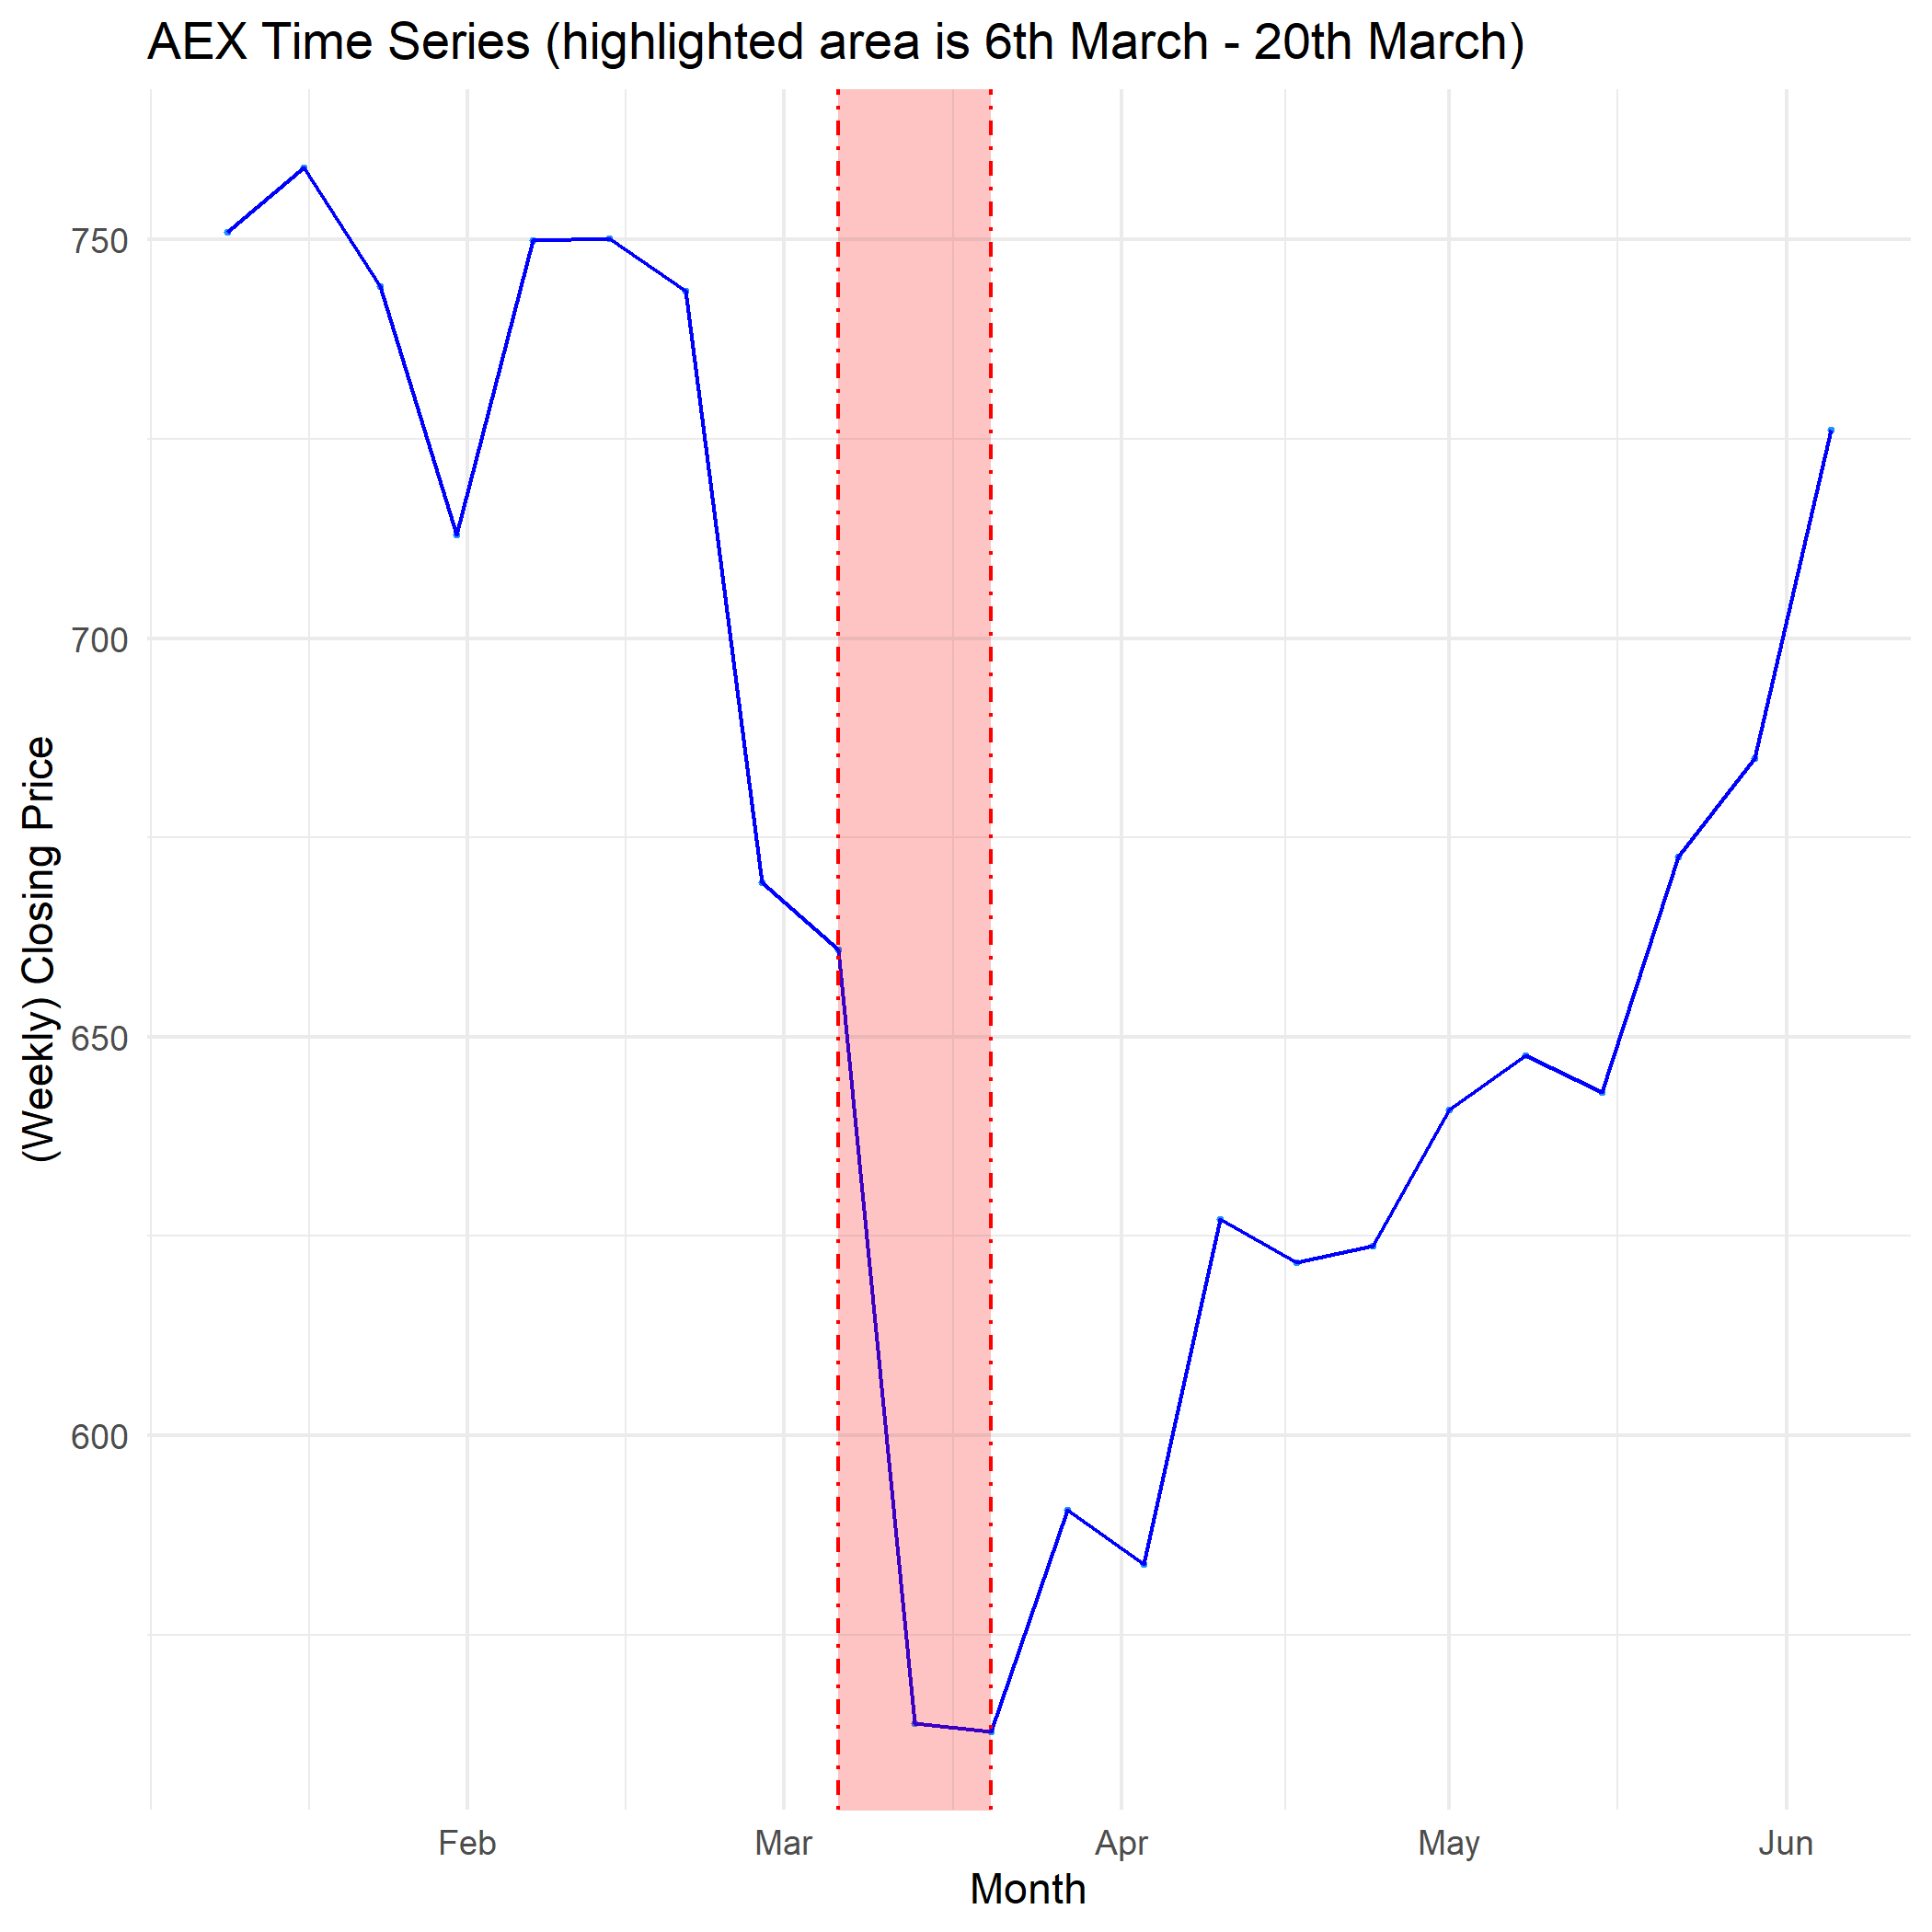 AEX Time Series (highlighted area is 6th March - 20th March)
(Weekly) Closing Price
750
700
650
600
Feb Mar Apr May Jun
Month